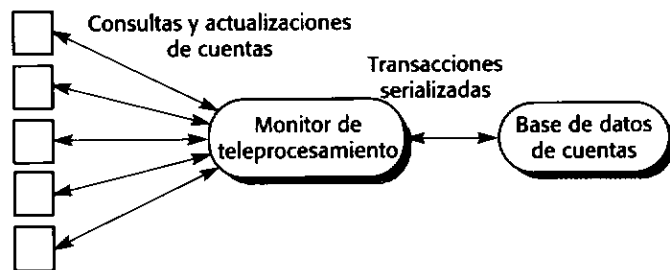 Consultas y actualizaciones
de cuentas
Transacciones
serializadas
Monitor de
teleprocesamiento
Base de datos
de cuentas